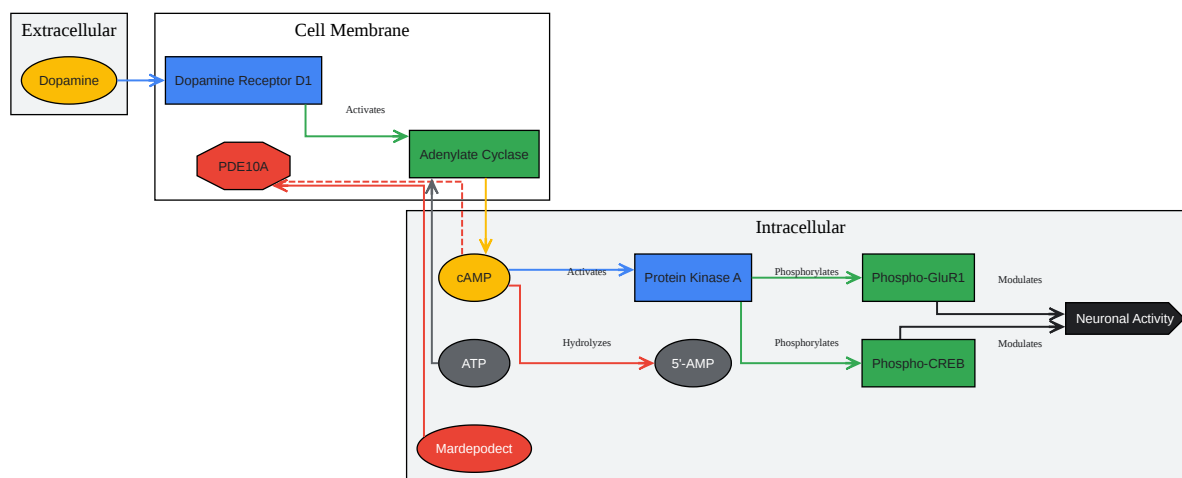 Extracellular
Cell Membrane
Dopamine
Dopamine Receptor D1
Activates
PDE10A
Adenylate Cyclase
Intracellular
cAMP
Activates
Protein Kinase A
Phosphorylates
Phospho-GluR1
Modulates
Neuronal Activity
ATP
Hydrolyzes
5'-AMP
Phosphorylates
Phospho-CREB
Modulates
Mardepodect